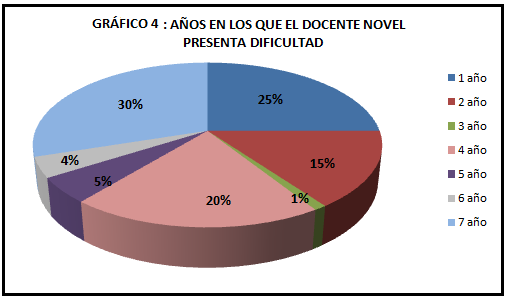 GRÁFICO 4 : AÑOS EN LOS QUE EL DOCENTE NOVEL
PRESENTA DIFICULTAD
25%
15%
1%
20%
5%
4%
30%
1 año
2 año
3 año
4 año
5 año
6 año
7 año